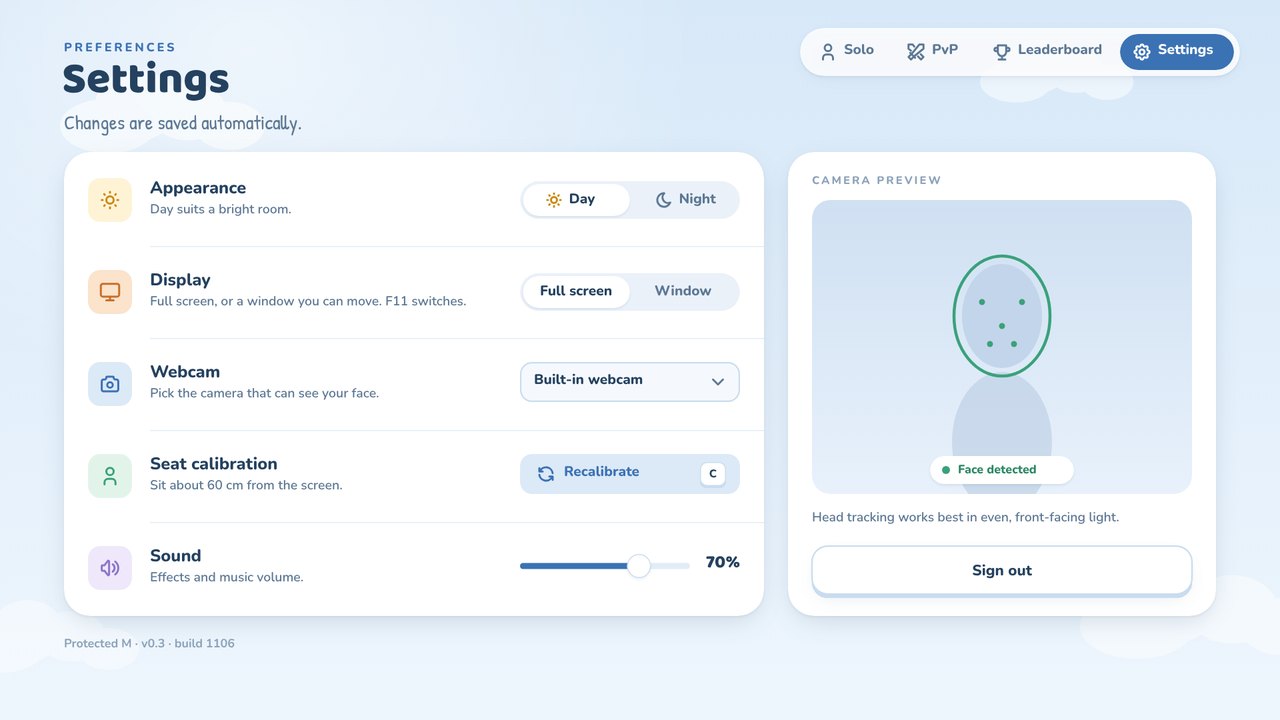 PREFERENCES
Settings
Changes are saved automatically.
Solo
PvP
Leaderboard
Settings
Appearance
Day suits a bright room.
Day
Night
Display
Full screen, or a window you can move. F11 switches.
Full screen
Window
Webcam
Pick the camera that can see your face.
Built-in webcam
Seat calibration
Sit about 60 cm from the screen.
Recalibrate
C
Sound
Effects and music volume.
70%
CAMERA PREVIEW
Face detected
Head tracking works best in even, front-facing light.
Sign out
Protected M · v0.3 · build 1106